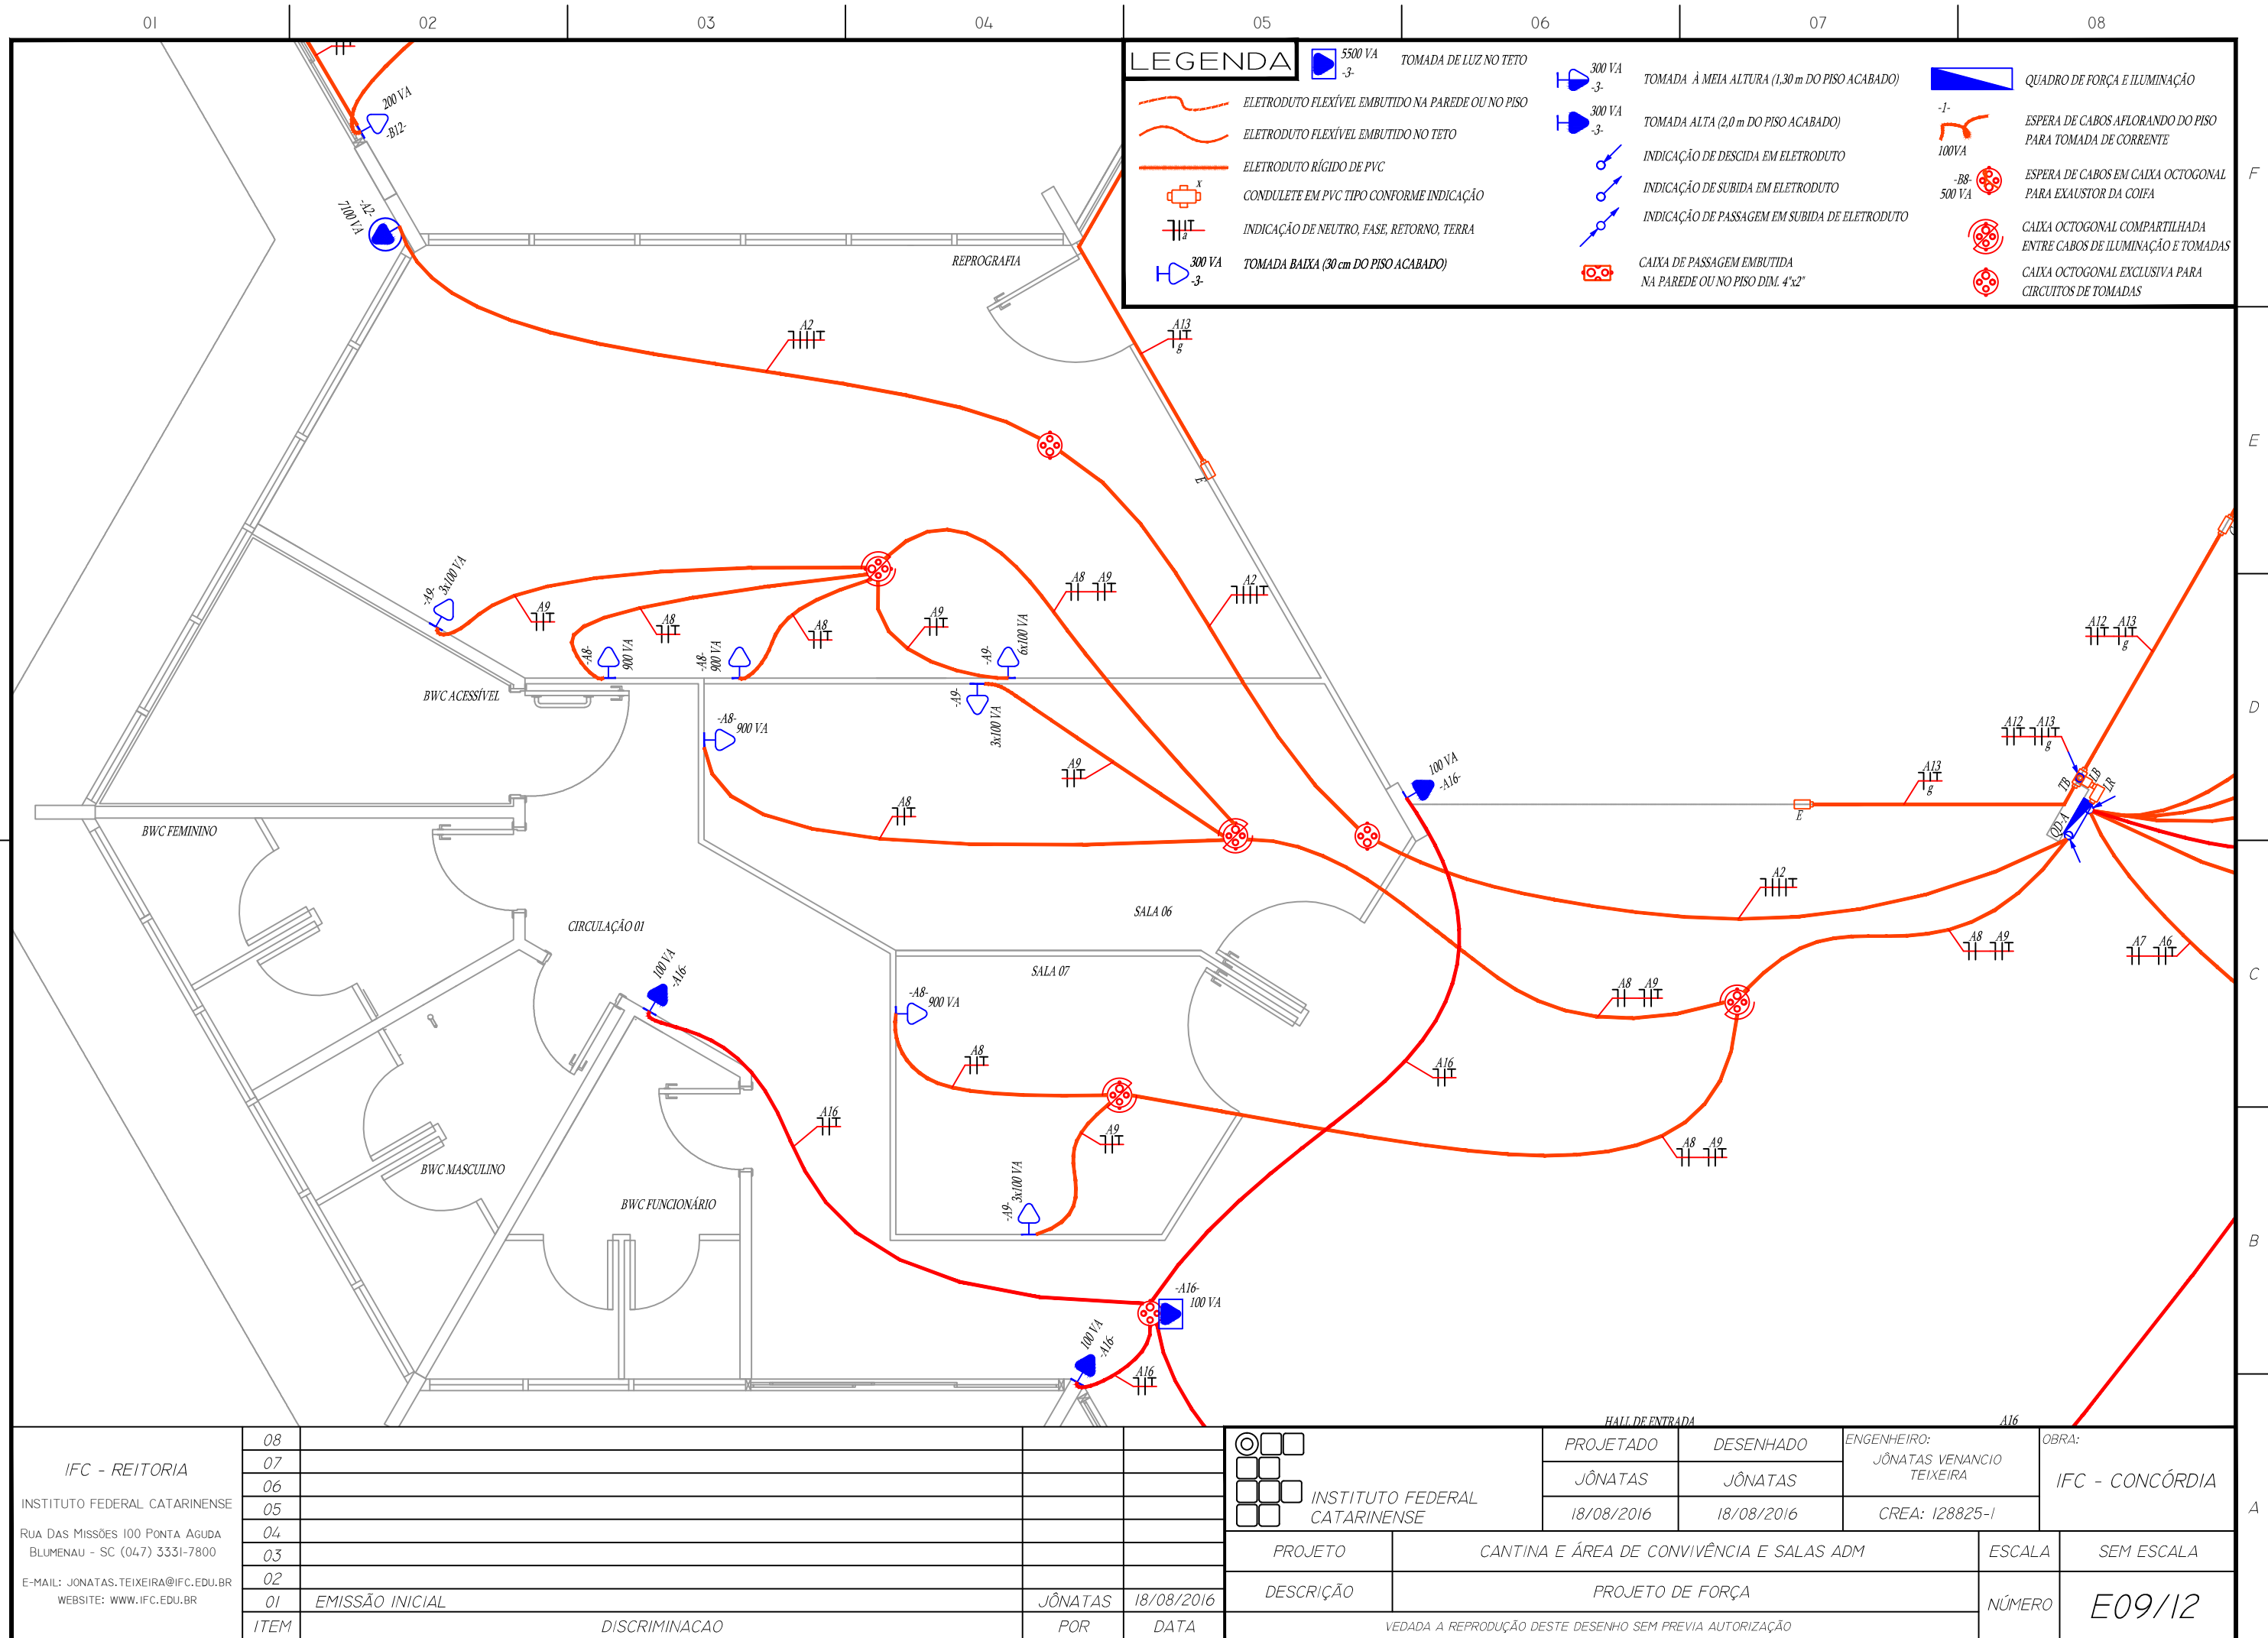 01 02 03 04 05 06 07 08
LEGENDA
5500 VA
-3-
TOMADA DE LUZ NO TETO
ELETRODUTO FLEXÍVEL EMBUTIDO NA PAREDE OU NO PISO
ELETRODUTO FLEXÍVEL EMBUTIDO NO TETO
ELETRODUTO RÍGIDO DE PVC
X
CONDULETE EM PVC TIPO CONFORME INDICAÇÃO
a
INDICAÇÃO DE NEUTRO, FASE, RETORNO, TERRA
300 VA
-3-
TOMADA BAIXA (30 cm DO PISO ACABADO)
300 VA
-3-
TOMADA À MEIA ALTURA (1,30 m DO PISO ACABADO)
300 VA
-3-
TOMADA ALTA (2,0 m DO PISO ACABADO)
INDICAÇÃO DE DESCIDA EM ELETRODUTO
INDICAÇÃO DE SUBIDA EM ELETRODUTO
INDICAÇÃO DE PASSAGEM EM SUBIDA DE ELETRODUTO
CAIXA DE PASSAGEM EMBUTIDA
NA PAREDE OU NO PISO DIM. 4"x2"
QUADRO DE FORÇA E ILUMINAÇÃO
-1-
100VA
ESPERA DE CABOS AFLORANDO DO PISO
PARA TOMADA DE CORRENTE
-B8-
500 VA
ESPERA DE CABOS EM CAIXA OCTOGONAL
PARA EXAUSTOR DA COIFA
CAIXA OCTOGONAL COMPARTILHADA
ENTRE CABOS DE ILUMINAÇÃO E TOMADAS
CAIXA OCTOGONAL EXCLUSIVA PARA
CIRCUITOS DE TOMADAS
F
E
D
C
B
A
200 VA
-B12-
-A2-
7100 VA
REPROGRAFIA
A2
A13
g
E
-A9-
3x100 VA
A9
A8
A8
A9
A8 A9
A2
-A8-
900 VA
-A8-
900 VA
-A9-
6x100 VA
-A9-
3x100 VA
BWC ACESSÍVEL
-A8-
900 VA
A9
A8
100 VA
-A16-
A12 A13
g
A12 A13
g
A13
g
E
TB
LB
LR
QD-A
BWC FEMININO
CIRCULAÇÃO 01
SALA 06
A2
A8 A9
A7 A6
SALA 07
100 VA
-A16-
-A8-
900 VA
A8 A9
A8
A16
A16
A9
A8 A9
BWC MASCULINO
BWC FUNCIONÁRIO
-A9-
3x100 VA
-A16-
100 VA
100 VA
-A16-
A16
HALL DE ENTRADA
A16
IFC - REITORIA
INSTITUTO FEDERAL CATARINENSE
RUA DAS MISSÕES 100 PONTA AGUDA
BLUMENAU - SC (047) 3331-7800
E-MAIL: JONATAS.TEIXEIRA@IFC.EDU.BR
WEBSITE: WWW.IFC.EDU.BR
08
07
06
05
04
03
02
01 EMISSÃO INICIAL JÔNATAS 18/08/2016
ITEM DISCRIMINACAO POR DATA
INSTITUTO FEDERAL
CATARINENSE
PROJETADO
JÔNATAS
18/08/2016
DESENHADO
JÔNATAS
18/08/2016
ENGENHEIRO:
JÔNATAS VENANCIO
TEIXEIRA
CREA: 128825-1
OBRA:
IFC - CONCÓRDIA
PROJETO CANTINA E ÁREA DE CONVIVÊNCIA E SALAS ADM ESCALA SEM ESCALA
DESCRIÇÃO PROJETO DE FORÇA
NÚMERO E09/12
VEDADA A REPRODUÇÃO DESTE DESENHO SEM PREVIA AUTORIZAÇÃO